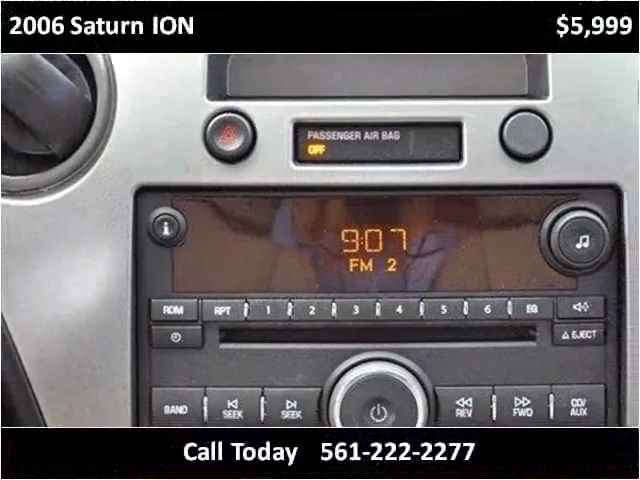 2006 Saturn ION $5,999
PASSENGER AIR BAG
OFF
i
9:07
FM 2
RDM RPT 1 2 3 4 5 6 EQ
EJECT
BAND SEEK SEEK REV FWD CD/AUX
Call Today 561-222-2277